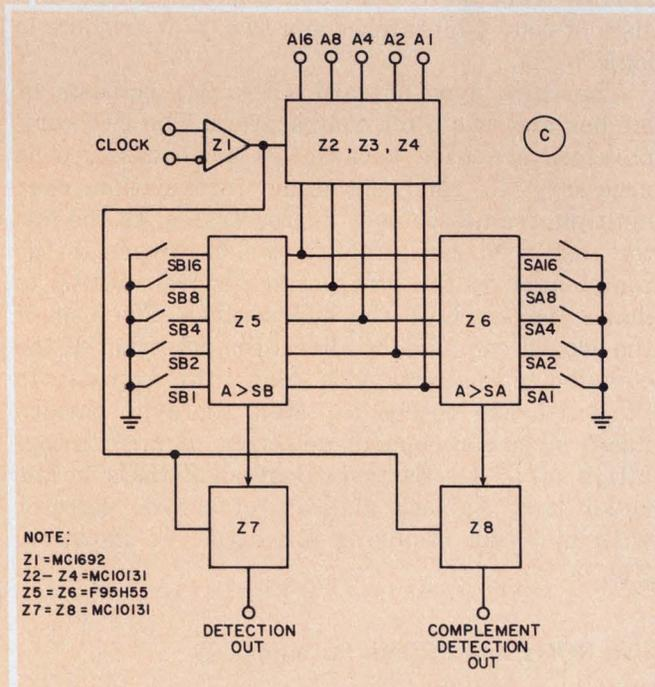 A16 A8 A4 A2 A1
CLOCK
Z1
Z2, Z3, Z4
C
SB16
SB8
SB4
SB2
SB1
Z5
A>SB
Z6
A>SA
SA16
SA8
SA4
SA2
SA1
Z7
Z8
NOTE:
Z1 = MC1692
Z2- Z4 = MC10131
Z5 = Z6 = F95H55
Z7 = Z8 = MC10131
DETECTION
OUT
COMPLEMENT
DETECTION
OUT